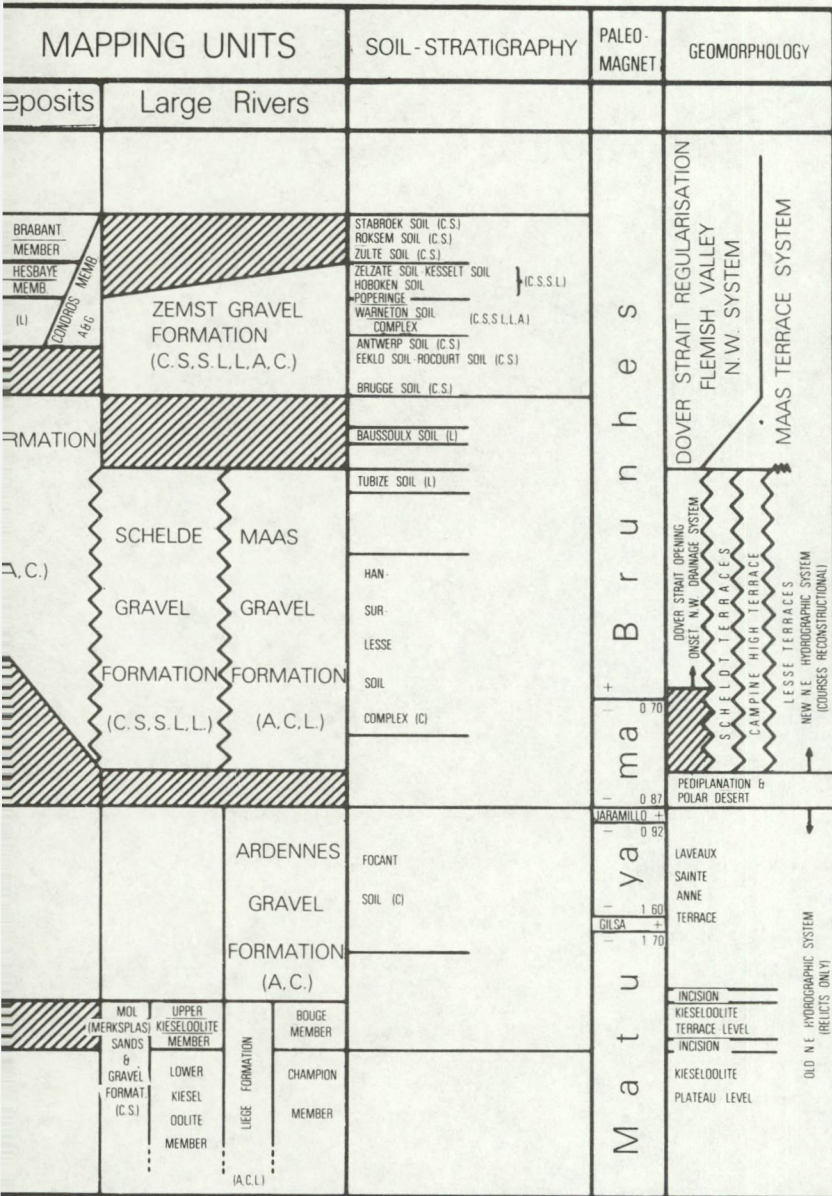 MAPPING UNITS
SOIL-STRATIGRAPHY
PALEO-
MAGNET
GEOMORPHOLOGY
eposits
Large Rivers
BRABANT
MEMBER
HESBAYE
MEMB.
(L)
CONDROS MEMB.
A&G
RMATION
A,C.)
ZEMST GRAVEL
FORMATION
(C.S,S.L,L,A,C.)
SCHELDE
GRAVEL
FORMATION
(C.S,S.L,L.)
MAAS
GRAVEL
FORMATION
(A,C,L)
ARDENNES
GRAVEL
FORMATION
(A,C.)
MOL
(MERKSPLAS)
SANDS
&
GRAVEL
FORMAT.
(C.S.)
UPPER
KIESELOOLITE
MEMBER
LOWER
KIESEL
OOLITE
MEMBER
LIEGE FORMATION
(A,C,L)
BOUGE
MEMBER
CHAMPION
MEMBER
STABROEK SOIL (C.S.)
ROKSEM SOIL (C.S.)
ZULTE SOIL (C.S.)
ZELZATE SOIL-KESSELT SOIL
HOBOKEN SOIL
(C.S,S.L)
POPERINGE
WARNETON SOIL
COMPLEX
(C.S,S.L,L,A)
ANTWERP SOIL (C.S.)
EEKLO SOIL-ROCOURT SOIL (C.S.)
BRUGGE SOIL (C.S.)
BAUSSOULX SOIL (L)
TUBIZE SOIL (L)
HAN-
SUR-
LESSE
SOIL
COMPLEX (C)
FOCANT
SOIL (C)
Brunhes
+
- 0 70
Matuyama
- 0 87
JARAMILLO +
- 0 92
- 1 60
GILSA +
- 1 70
DOVER STRAIT REGULARISATION
FLEMISH VALLEY
N.W. SYSTEM
MAAS TERRACE SYSTEM
DOVER STRAIT OPENING
ONSET N.W. DRAINAGE SYSTEM
SCHELDT TERRACES
CAMPINE HIGH TERRACE
LESSE TERRACES
NEW N E HYDROGRAPHIC SYSTEM
(COURSES RECONSTRUCTIONAL)
PEDIPLANATION &
POLAR DESERT
LAVEAUX
SAINTE
ANNE
TERRACE
INCISION
KIESELOOLITE
TERRACE LEVEL
INCISION
KIESELOOLITE
PLATEAU LEVEL
OLD N E HYDROGRAPHIC SYSTEM
(RELICTS ONLY)